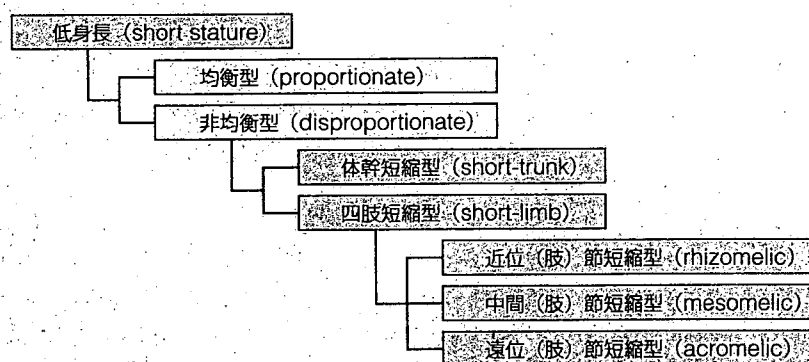 低身長（short stature）
均衡型（proportionate）
非均衡型（disproportionate）
体幹短縮型（short-trunk）
四肢短縮型（short-limb）
近位（肢）節短縮型（rhizomelic）
中間（肢）節短縮型（mesomelic）
遠位（肢）節短縮型（acromelic）